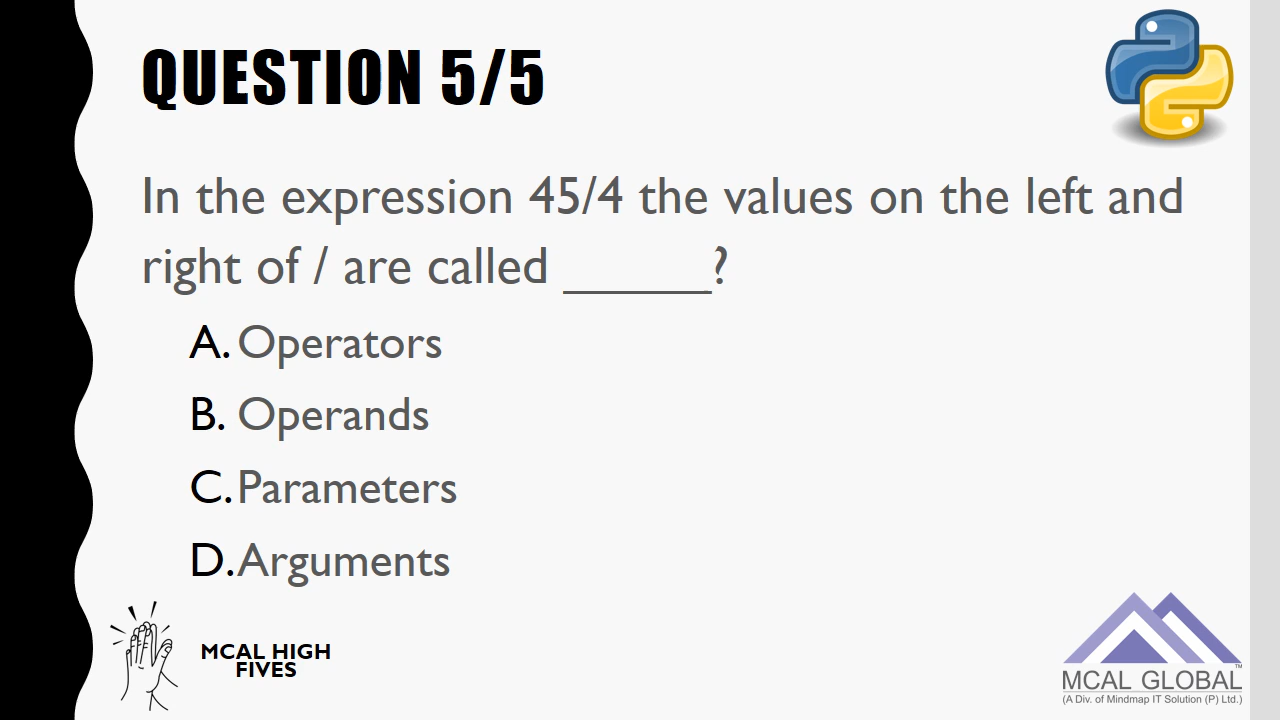 QUESTION 5/5
In the expression 45/4 the values on the left and
right of / are called ______?
A. Operators
B. Operands
C. Parameters
D. Arguments
MCAL HIGH
FIVES
MCAL GLOBAL™
(A Div. of Mindmap IT Solution (P) Ltd.)